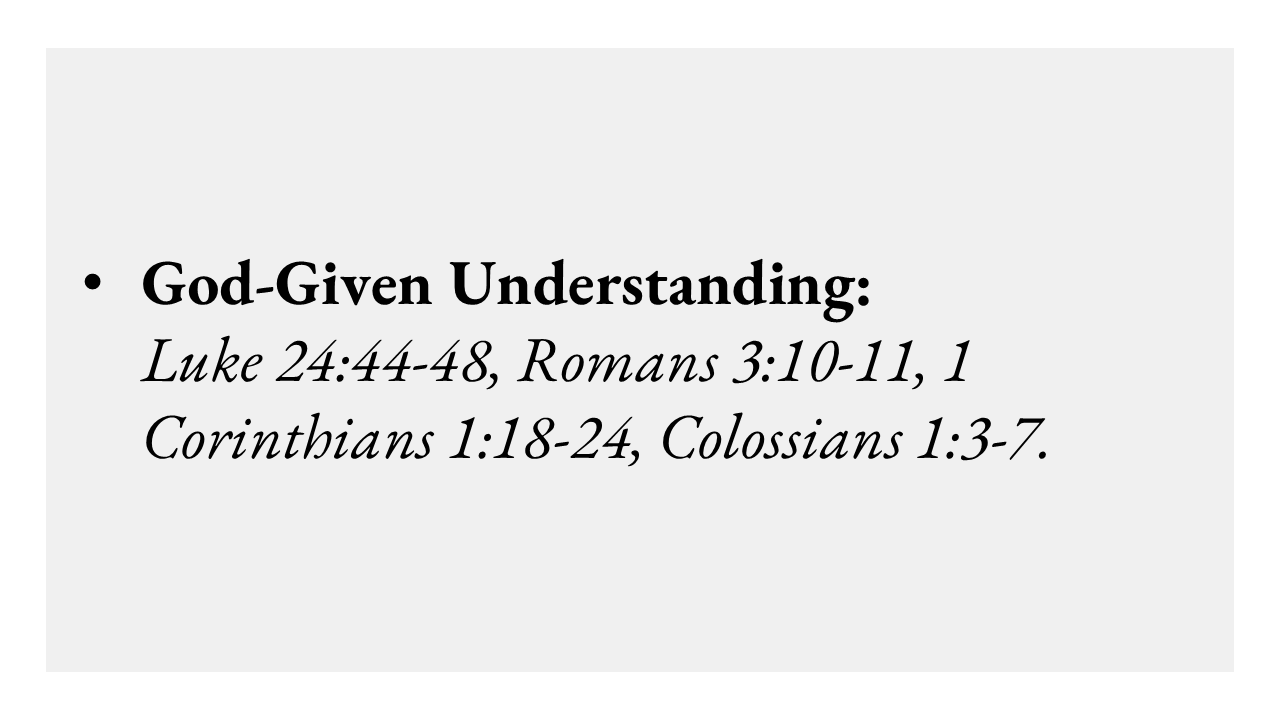 • God-Given Understanding:
Luke 24:44-48, Romans 3:10-11, 1
Corinthians 1:18-24, Colossians 1:3-7.